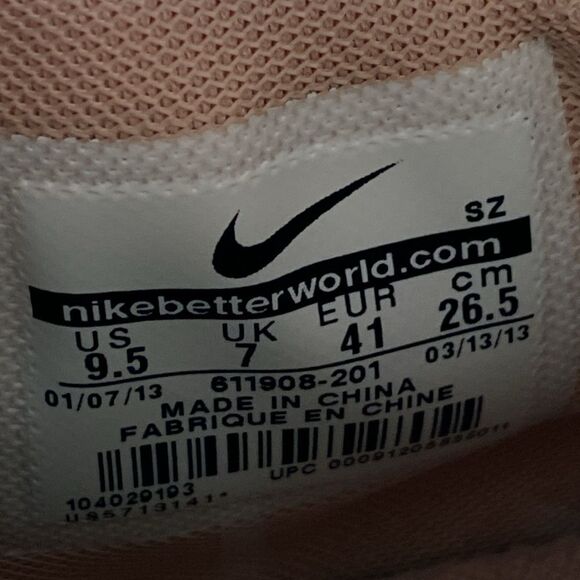 SZ
nikebetterworld.com
US UK EUR cm
9.5 7 41 26.5
01/07/13 611908-201 03/13/13
MADE IN CHINA
FABRIQUE EN CHINE
104029193 UPC